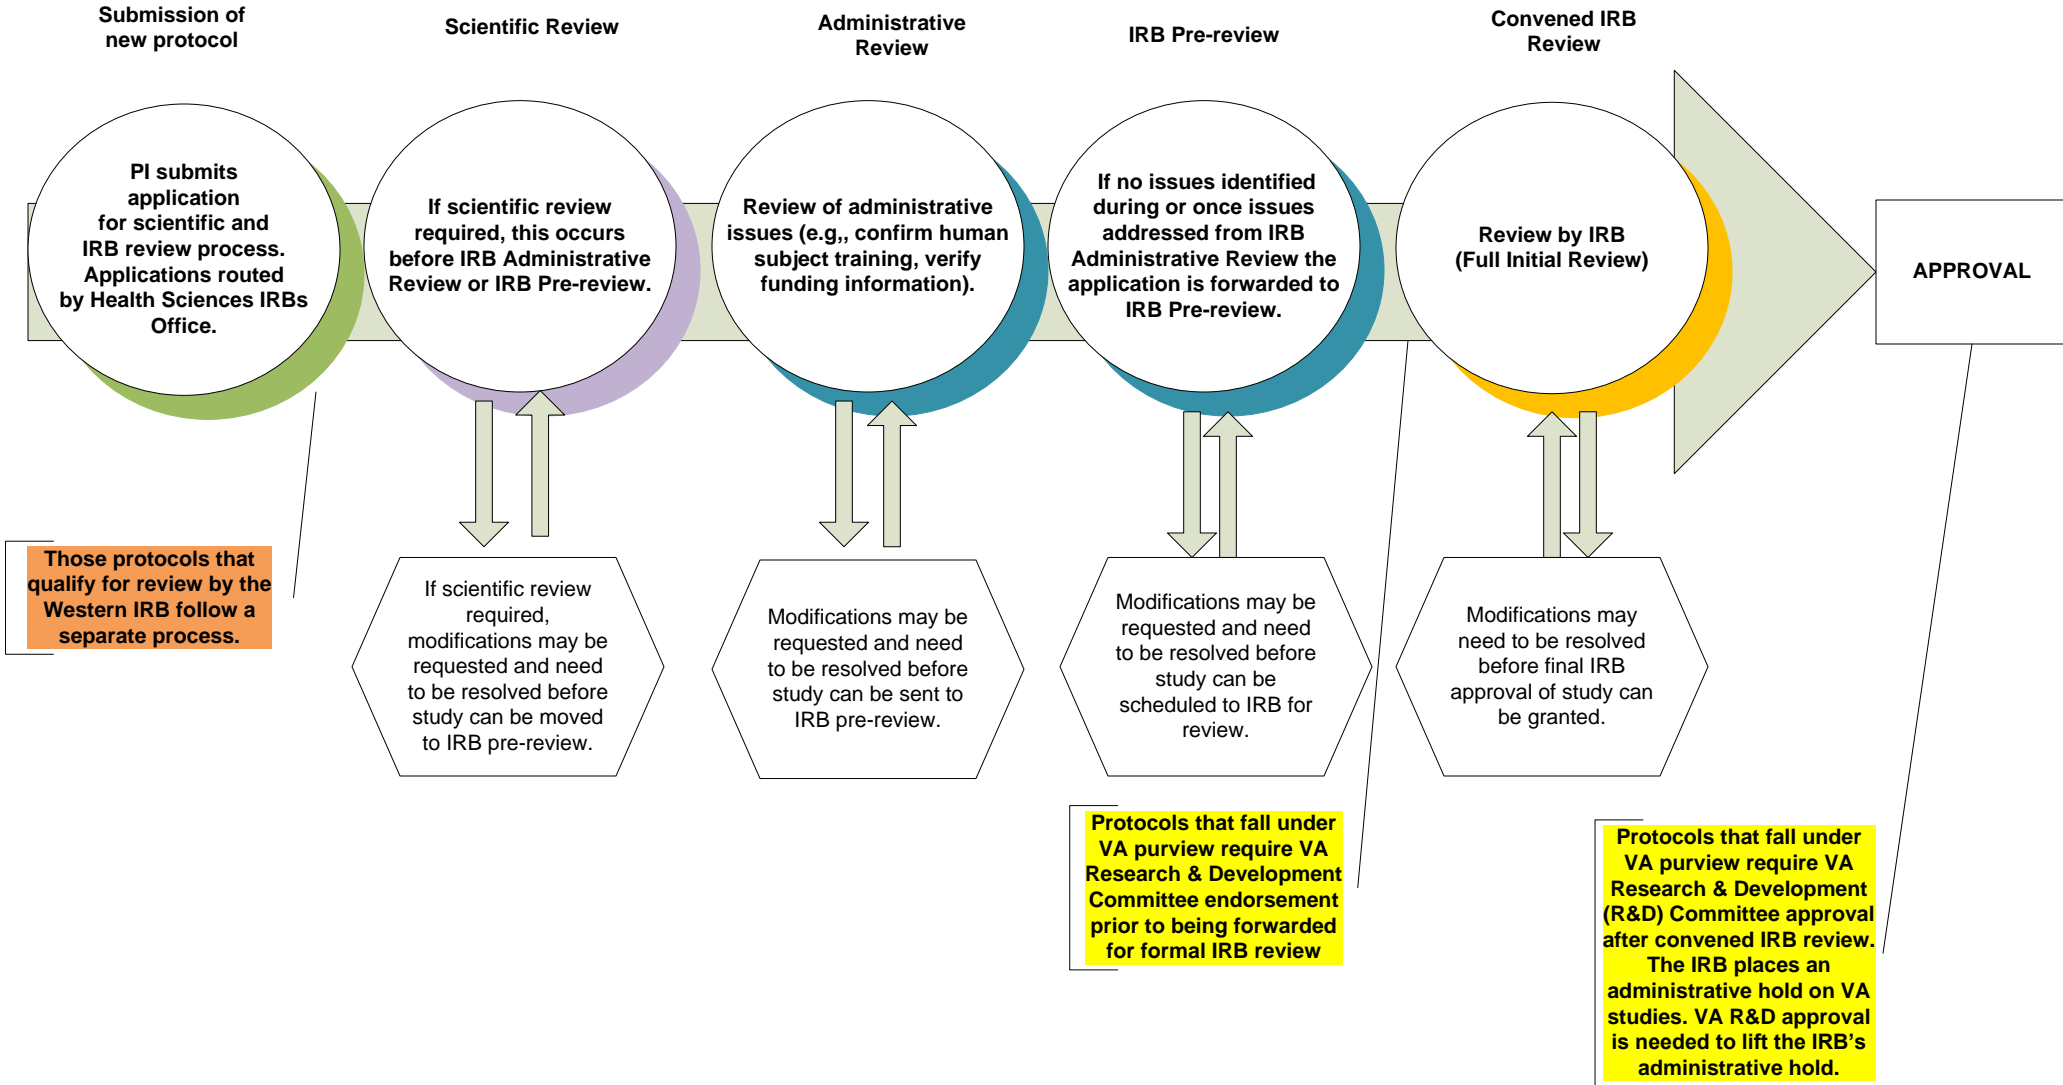 Submission of
new protocol
Scientific Review
Administrative
Review
IRB Pre-review
Convened IRB
Review
PI submits
application
for scientific and
IRB review process.
Applications routed
by Health Sciences IRBs
Office.
If scientific review
required, this occurs
before IRB Administrative
Review or IRB Pre-review.
Review of administrative
issues (e.g,, confirm human
subject training, verify
funding information).
If no issues identified
during or once issues
addressed from IRB
Administrative Review the
application is forwarded to
IRB Pre-review.
Review by IRB
(Full Initial Review)
APPROVAL
Those protocols that
qualify for review by the
Western IRB follow a
separate process.
If scientific review
required,
modifications may be
requested and need
to be resolved before
study can be moved
to IRB pre-review.
Modifications may be
requested and need
to be resolved before
study can be sent to
IRB pre-review.
Modifications may be
requested and need
to be resolved before
study can be
scheduled to IRB for
review.
Modifications may
need to be resolved
before final IRB
approval of study can
be granted.
Protocols that fall under
VA purview require VA
Research & Development
Committee endorsement
prior to being forwarded
for formal IRB review
Protocols that fall under
VA purview require VA
Research & Development
(R&D) Committee approval
after convened IRB review.
The IRB places an
administrative hold on VA
studies. VA R&D approval
is needed to lift the IRB’s
administrative hold.